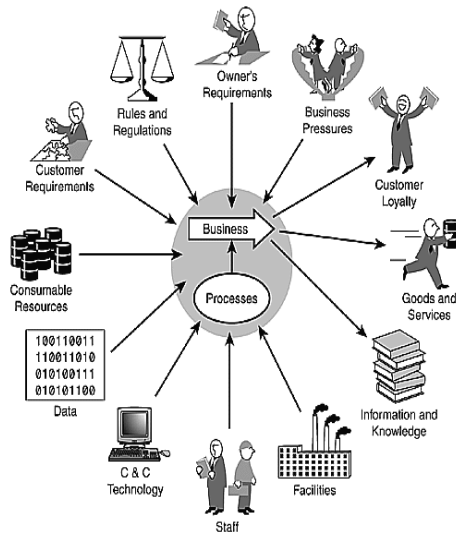 Owner's
Requirements
Rules and
Regulations
Business
Pressures
Customer
Requirements
Customer
Loyalty
Business
Consumable
Resources
Processes
Goods and
Services
100110011
110011010
010100111
010101100
Data
Information and
Knowledge
C & C
Technology
Staff
Facilities